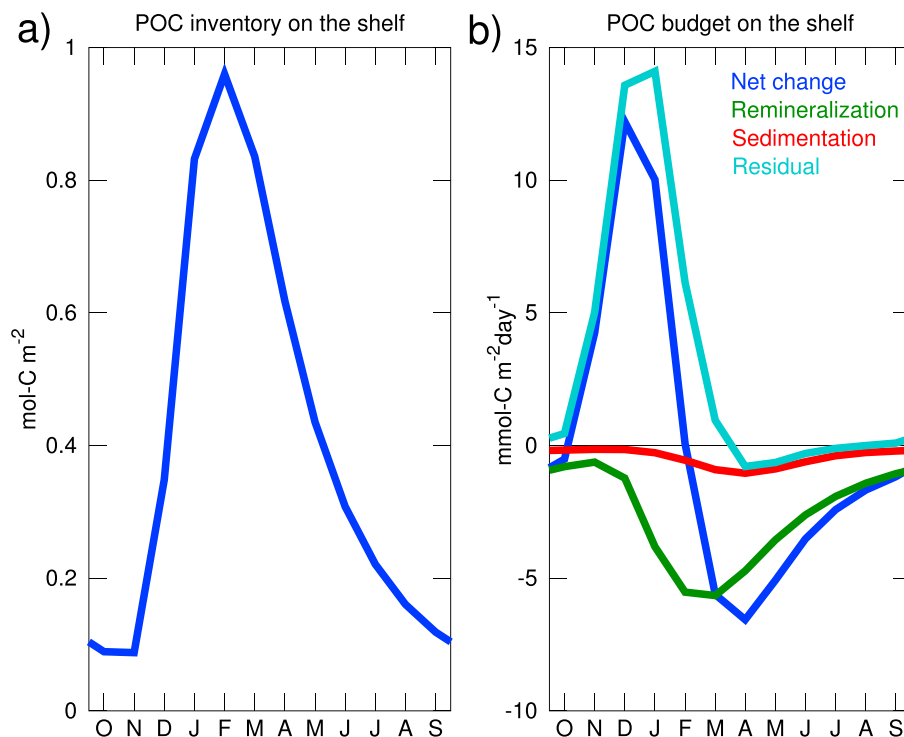 a)
POC inventory on the shelf
1
0.8
0.6
0.4
0.2
0
mol-C m-2
O N D J F M A M J J A S
b)
POC budget on the shelf
15
10
5
0
-5
-10
mmol-C m-2day-1
Net change
Remineralization
Sedimentation
Residual
O N D J F M A M J J A S